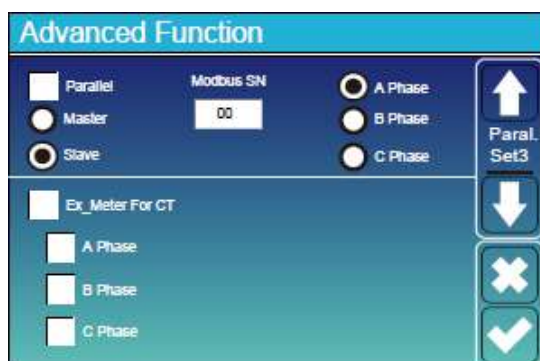 Advanced Function
Parallel
Modbus SN
A Phase
Master
00
B Phase
Slave
C Phase
Paral.
Set3
Ex_Meter For CT
A Phase
B Phase
C Phase